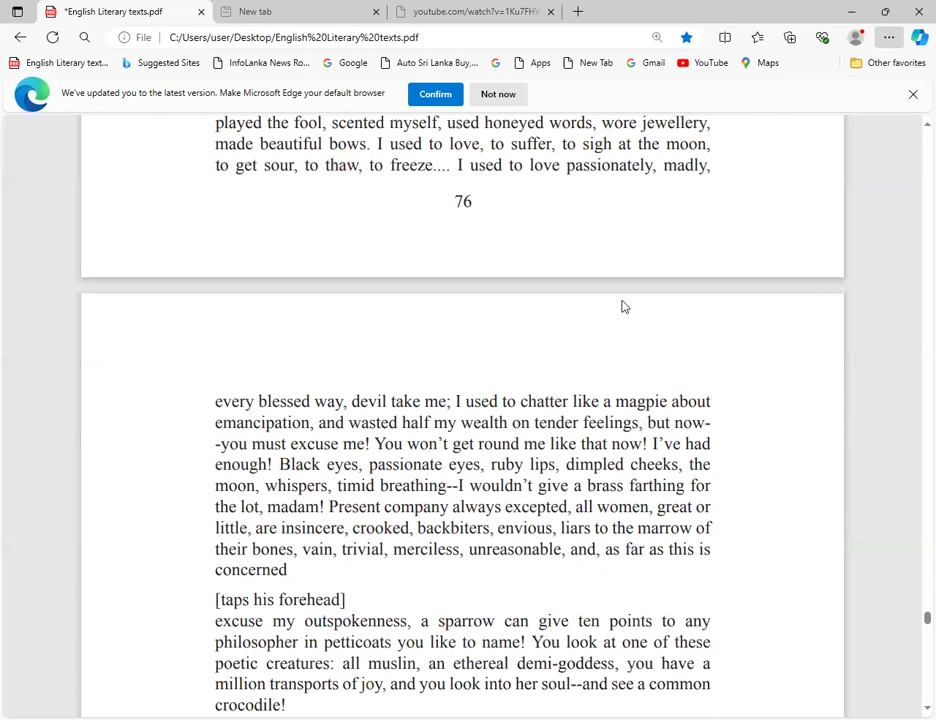 *English Literary texts.pdf
New tab
youtube.com/watch?v=1Ku7FHV
File
C:/Users/user/Desktop/English%20Literary%20texts.pdf
English Literary text...
Suggested Sites
InfoLanka News Ro...
Google
Auto Sri Lanka Buy,...
Apps
New Tab
Gmail
YouTube
Maps
Other favorites
We've updated you to the latest version. Make Microsoft Edge your default browser
Confirm
Not now
played the fool, scented myself, used honeyed words, wore jewellery,
made beautiful bows. I used to love, to suffer, to sigh at the moon,
to get sour, to thaw, to freeze.... I used to love passionately, madly,
76
every blessed way, devil take me; I used to chatter like a magpie about
emancipation, and wasted half my wealth on tender feelings, but now-
-you must excuse me! You won't get round me like that now! I've had
enough! Black eyes, passionate eyes, ruby lips, dimpled cheeks, the
moon, whispers, timid breathing--I wouldn't give a brass farthing for
the lot, madam! Present company always excepted, all women, great or
little, are insincere, crooked, backbiters, envious, liars to the marrow of
their bones, vain, trivial, merciless, unreasonable, and, as far as this is
concerned
[taps his forehead]
excuse my outspokenness, a sparrow can give ten points to any
philosopher in petticoats you like to name! You look at one of these
poetic creatures: all muslin, an ethereal demi-goddess, you have a
million transports of joy, and you look into her soul--and see a common
crocodile!